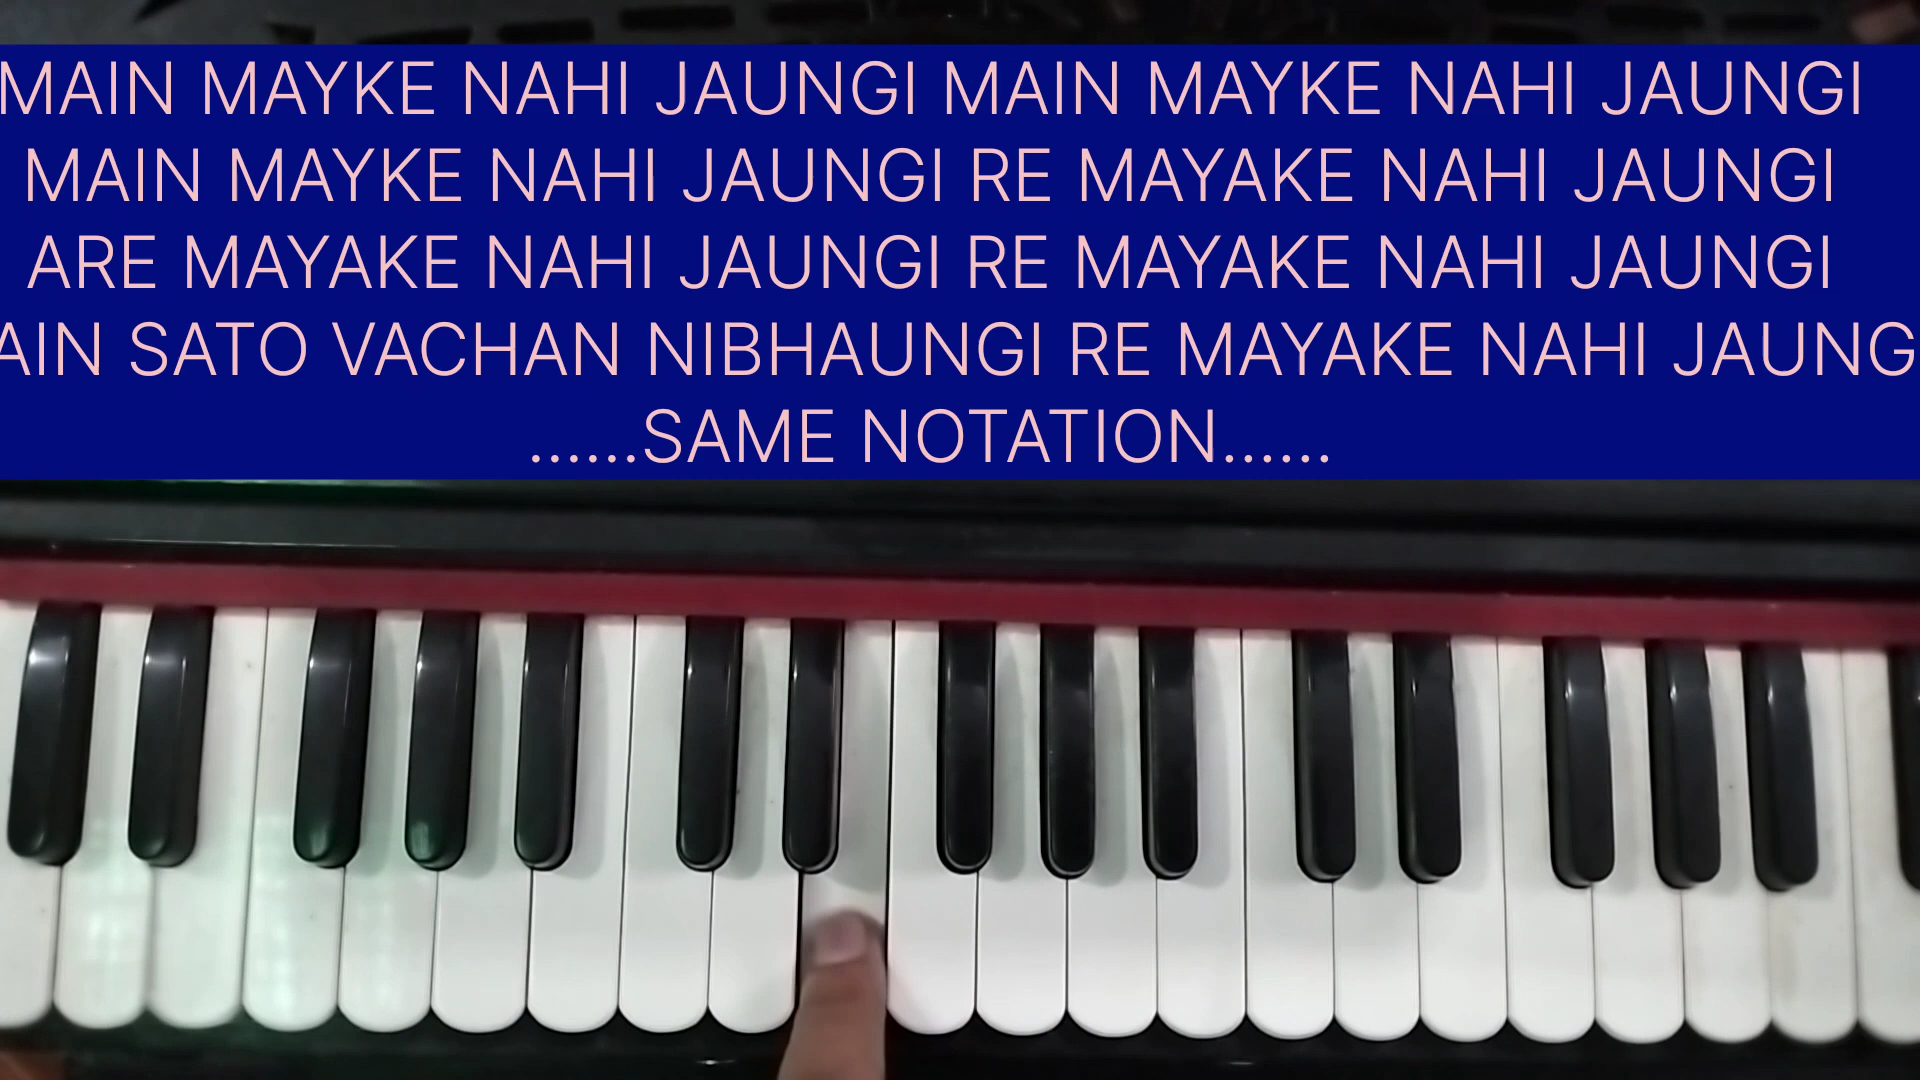 MAIN MAYKE NAHI JAUNGI MAIN MAYKE NAHI JAUNGI
MAIN MAYKE NAHI JAUNGI RE MAYAKE NAHI JAUNGI
ARE MAYAKE NAHI JAUNGI RE MAYAKE NAHI JAUNGI
AIN SATO VACHAN NIBHAUNGI RE MAYAKE NAHI JAUNG
......SAME NOTATION......